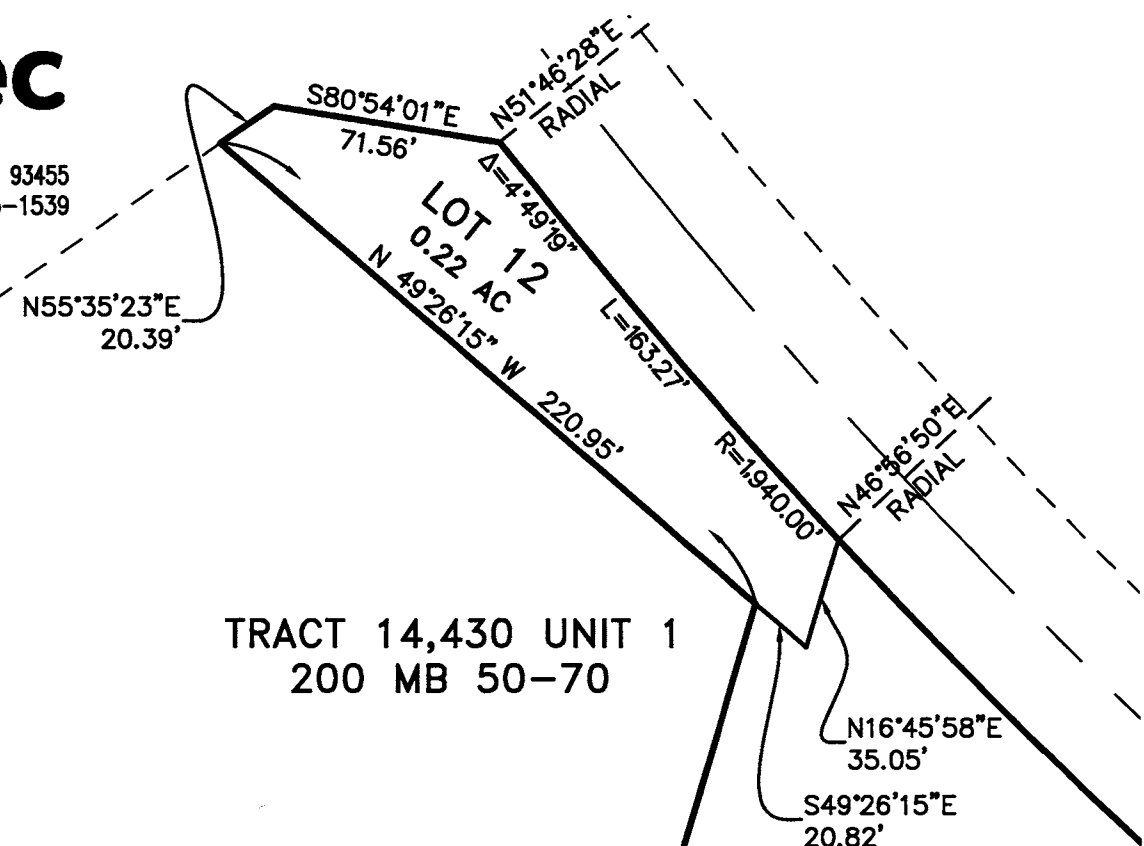 ec
93455
-1539
S80°54'01"E
71.56'
N51°46'28"E
RADIAL
Δ=4°49'19"
LOT 12
0.22 AC
N55°35'23"E
20.39'
N 49°26'15" W 220.95'
L=163.27'
R=1,940.00'
N46°56'50"E
RADIAL
TRACT 14,430 UNIT 1
200 MB 50-70
N16°45'58"E
35.05'
S49°26'15"E
20.82'